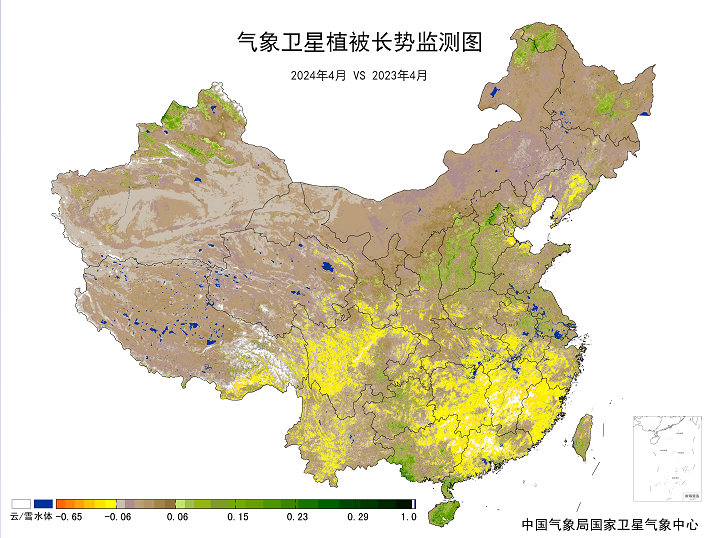 气象卫星植被长势监测图
2024年4月 VS 2023年4月
云/雪 水体 -0.65 -0.06 0.06 0.15 0.23 0.29 1.0
中国气象局国家卫星气象中心